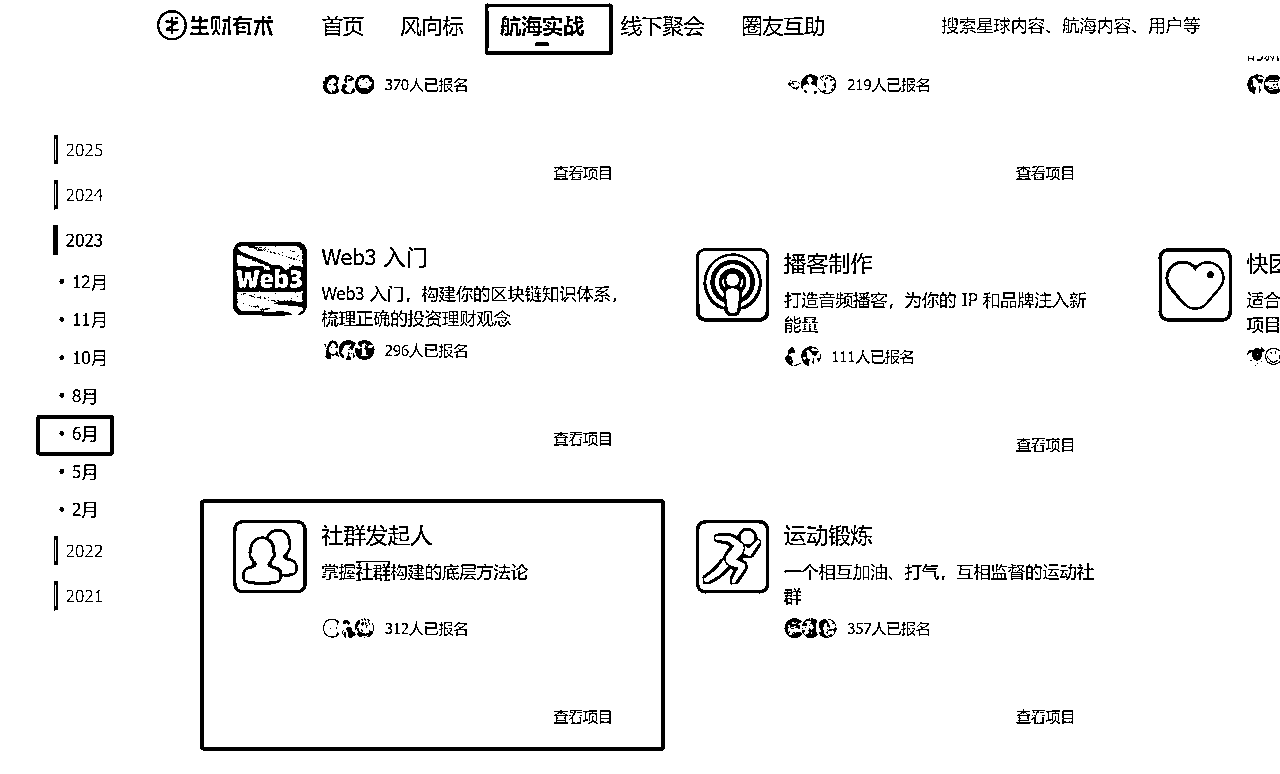 生财有术 首页 风向标 航海实战 线下聚会 圈友互助 搜索星球内容、航海内容、用户等
370人已报名
219人已报名
查看项目
查看项目
2025
2024
2023
• 12月
• 11月
• 10月
• 8月
• 6月
• 5月
• 2月
2022
2021
Web3
Web3 入门
Web3 入门，构建你的区块链知识体系，
梳理正确的投资理财观念
296人已报名
查看项目
播客制作
打造音频播客，为你的 IP 和品牌注入新
能量
111人已报名
查看项目
快团
适合
项目
社群发起人
掌握社群构建的底层方法论
312人已报名
查看项目
运动锻炼
一个相互加油、打气，互相监督的运动社
群
357人已报名
查看项目